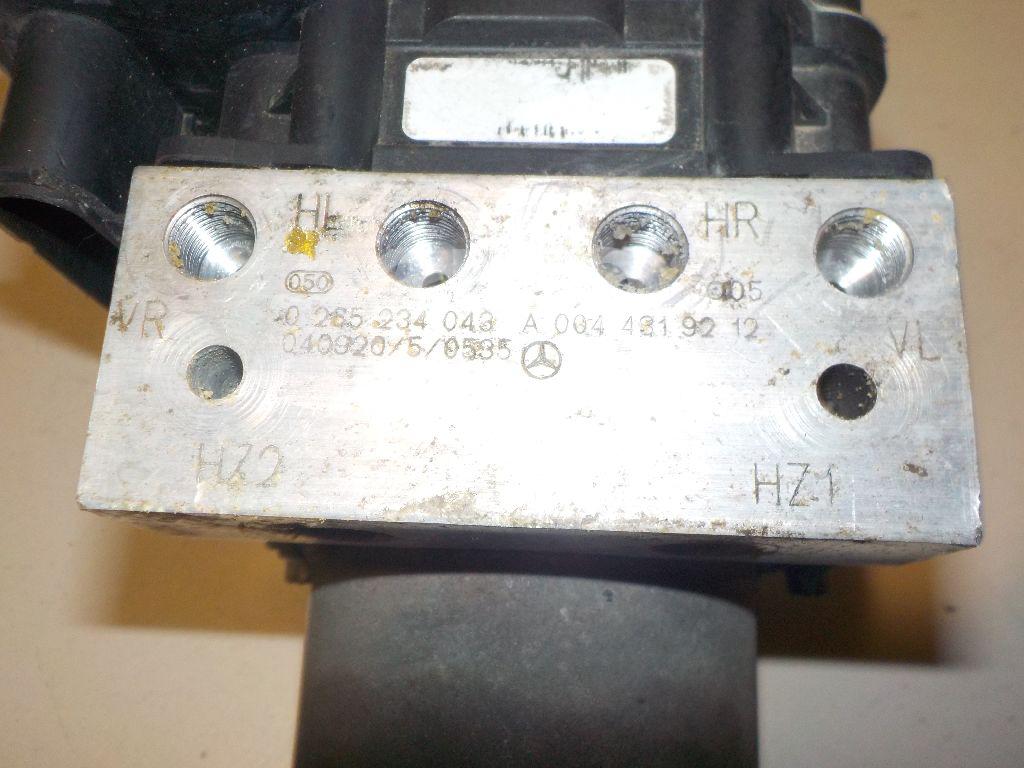 HL HR
050 005
0 265 234 043 A 004 431 92 12
VR VL
040920/5/0535
HZ2 HZ1